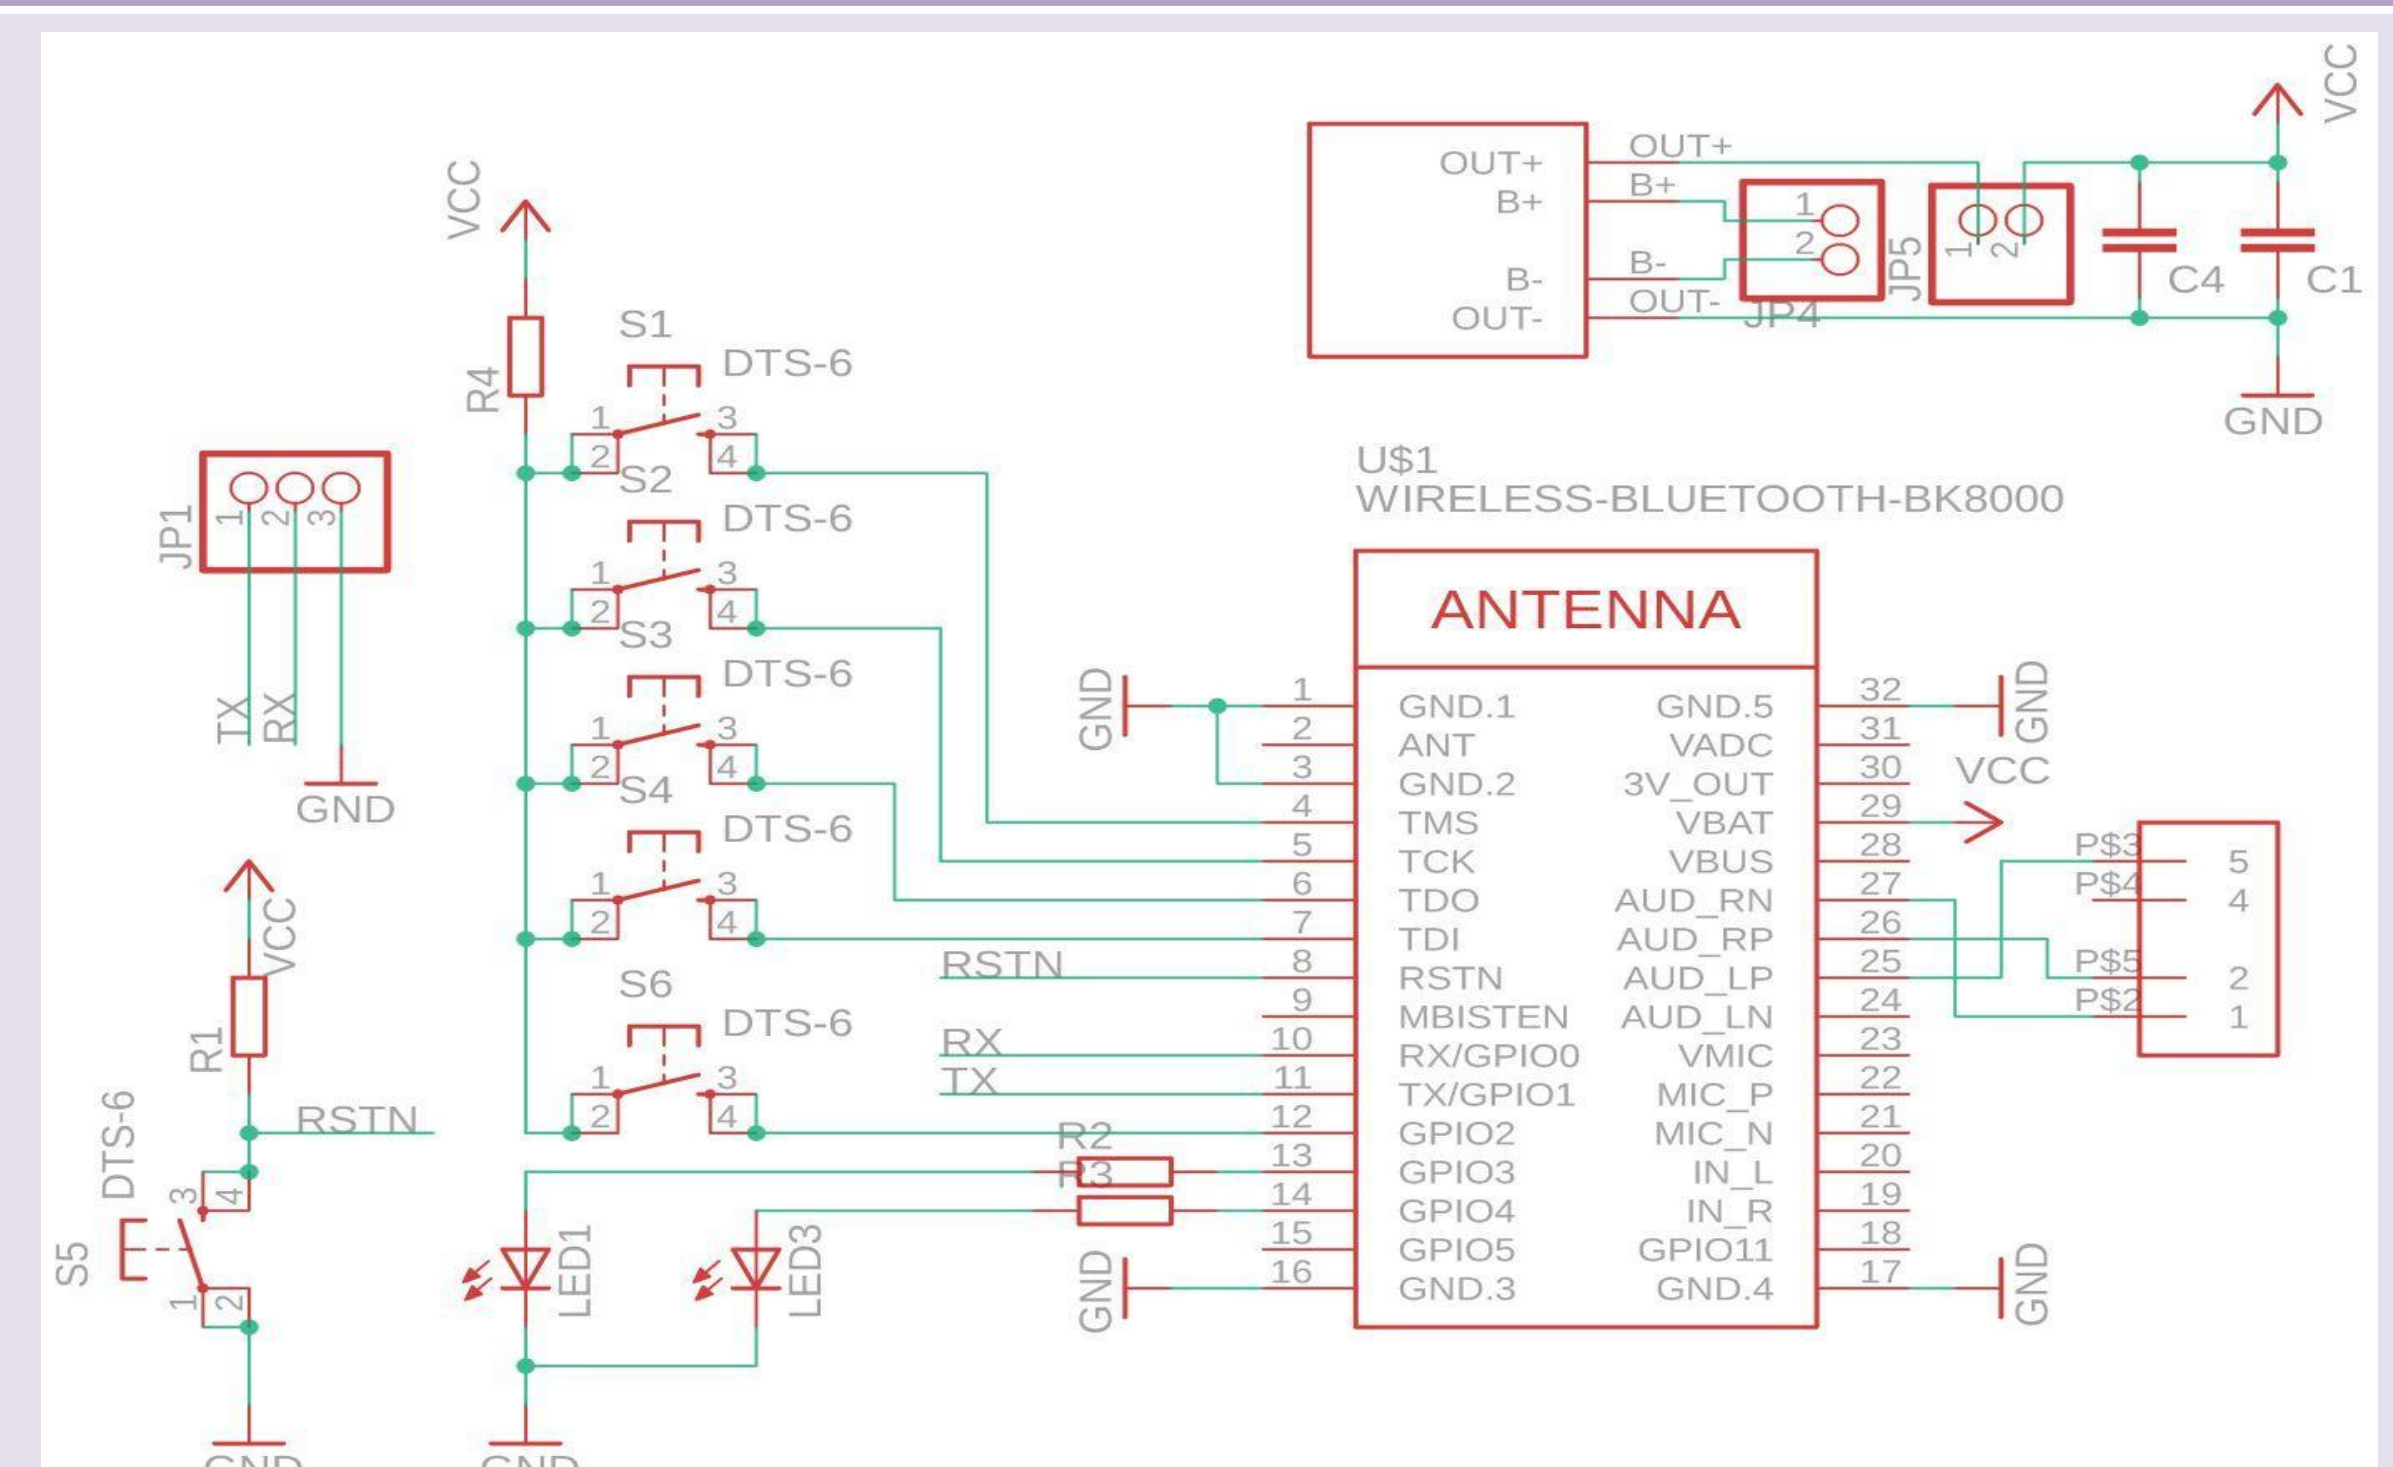 VCC
OUT+
OUT+
B+
B+
1
2
B-
B-
OUT-
OUT-
JP4
JP5
1
2
C4
C1
GND
VCC
R4
S1
DTS-6
1
2
3
4
S2
DTS-6
1
2
3
4
S3
DTS-6
1
2
3
4
S4
DTS-6
1
2
3
4
S6
DTS-6
1
2
3
4
JP1
1
2
3
TX
RX
GND
VCC
R1
RSTN
DTS-6
3
4
S5
1
2
GND
LED1
LED3
GND
U$1
WIRELESS-BLUETOOTH-BK8000
ANTENNA
GND
1 GND.1
2 ANT
3 GND.2
4 TMS
5 TCK
6 TDO
7 TDI
RSTN 8 RSTN
9 MBISTEN
RX 10 RX/GPIO0
TX 11 TX/GPIO1
12 GPIO2
R2
13 GPIO3
R3
14 GPIO4
15 GPIO5
GND
16 GND.3
GND.5 32
GND
VADC 31
3V_OUT 30
VCC
VBAT 29
VBUS 28
AUD_RN 27
AUD_RP 26
AUD_LP 25
AUD_LN 24
VMIC 23
MIC_P 22
MIC_N 21
IN_L 20
IN_R 19
GPIO11 18
GND.4 17
GND
P$3 5
P$4 4
P$5 2
P$2 1